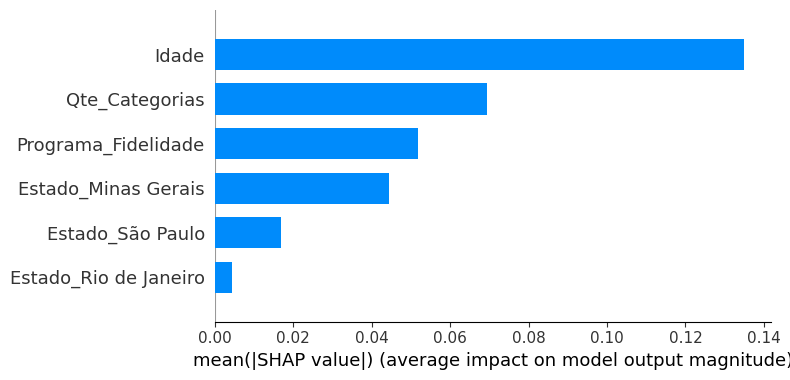 Idade
Qte_Categorias
Programa_Fidelidade
Estado_Minas Gerais
Estado_São Paulo
Estado_Rio de Janeiro
0.00 0.02 0.04 0.06 0.08 0.10 0.12 0.14
mean(|SHAP value|) (average impact on model output magnitude)